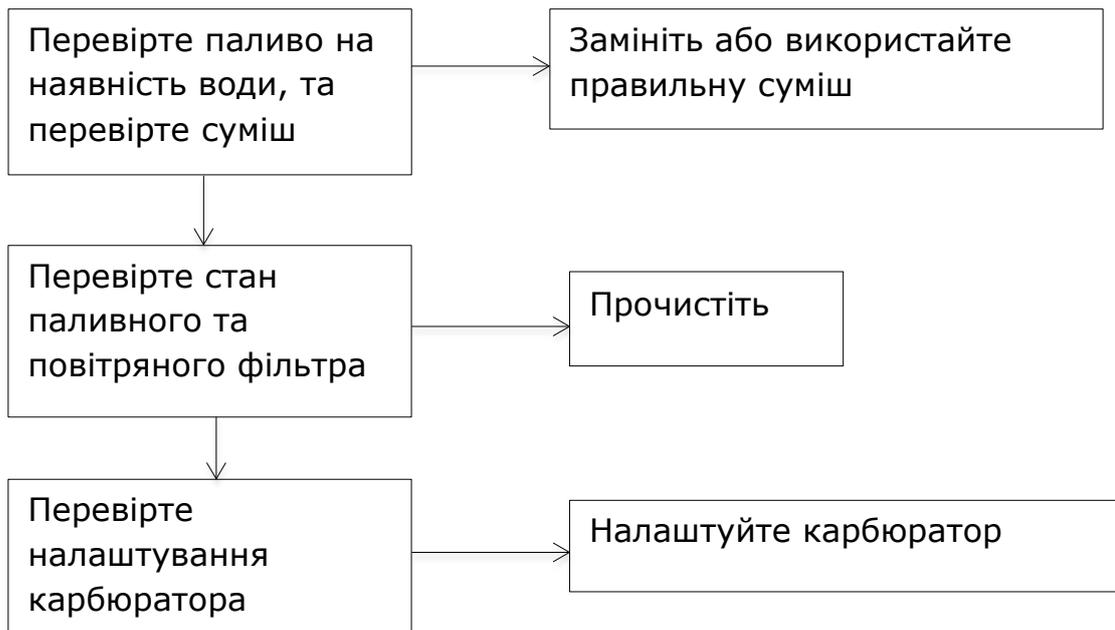 Перевірте паливо на
наявність води, та
перевірте суміш
Замініть або використайте
правильну суміш
Перевірте стан
паливного та
повітряного фільтра
Прочистіть
Перевірте
налаштування
карбюратора
Налаштуйте карбюратор